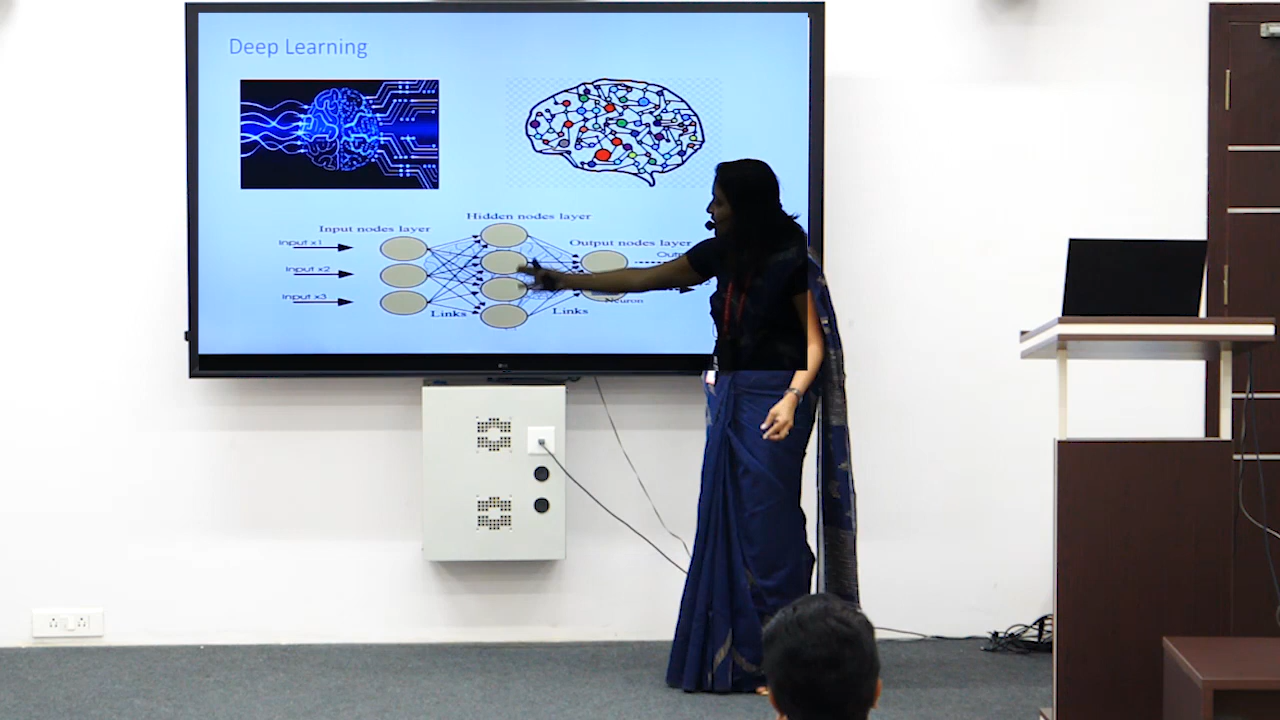 Deep Learning
Hidden nodes layer
Input nodes layer
Output nodes layer
Input x1
Input x2
Input x3
Neuron
Links
Links
LG